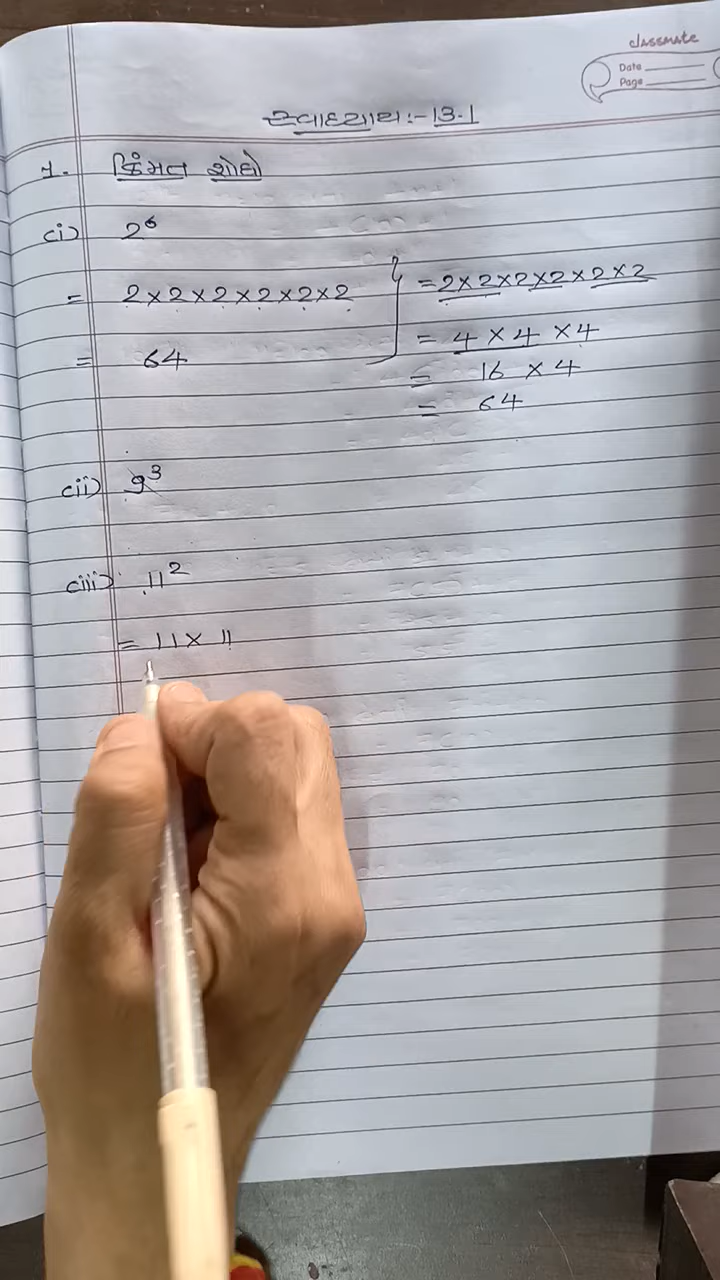 classmate
Date
Page
સ્વાધ્યાય:-13.1
1. કિંમત શોધો
(i) 2⁶
= 2×2×2×2×2×2
= 64
= 2×2×2×2×2×2
= 4×4×4
= 16 × 4
= 64
(ii) 9³
(iii) 11²
= 11× 11